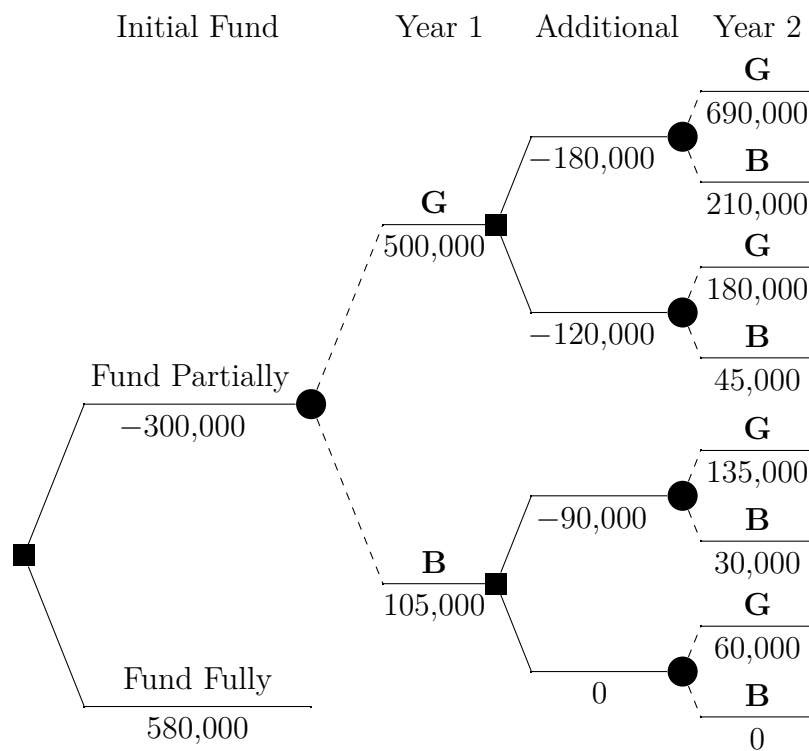 Initial Fund Year 1 Additional Year 2
G
690,000
−180,000
B
210,000
G
500,000
G
180,000
−120,000
B
45,000
Fund Partially
−300,000
G
135,000
−90,000
B
30,000
B
105,000
G
60,000
0
B
0
Fund Fully
580,000